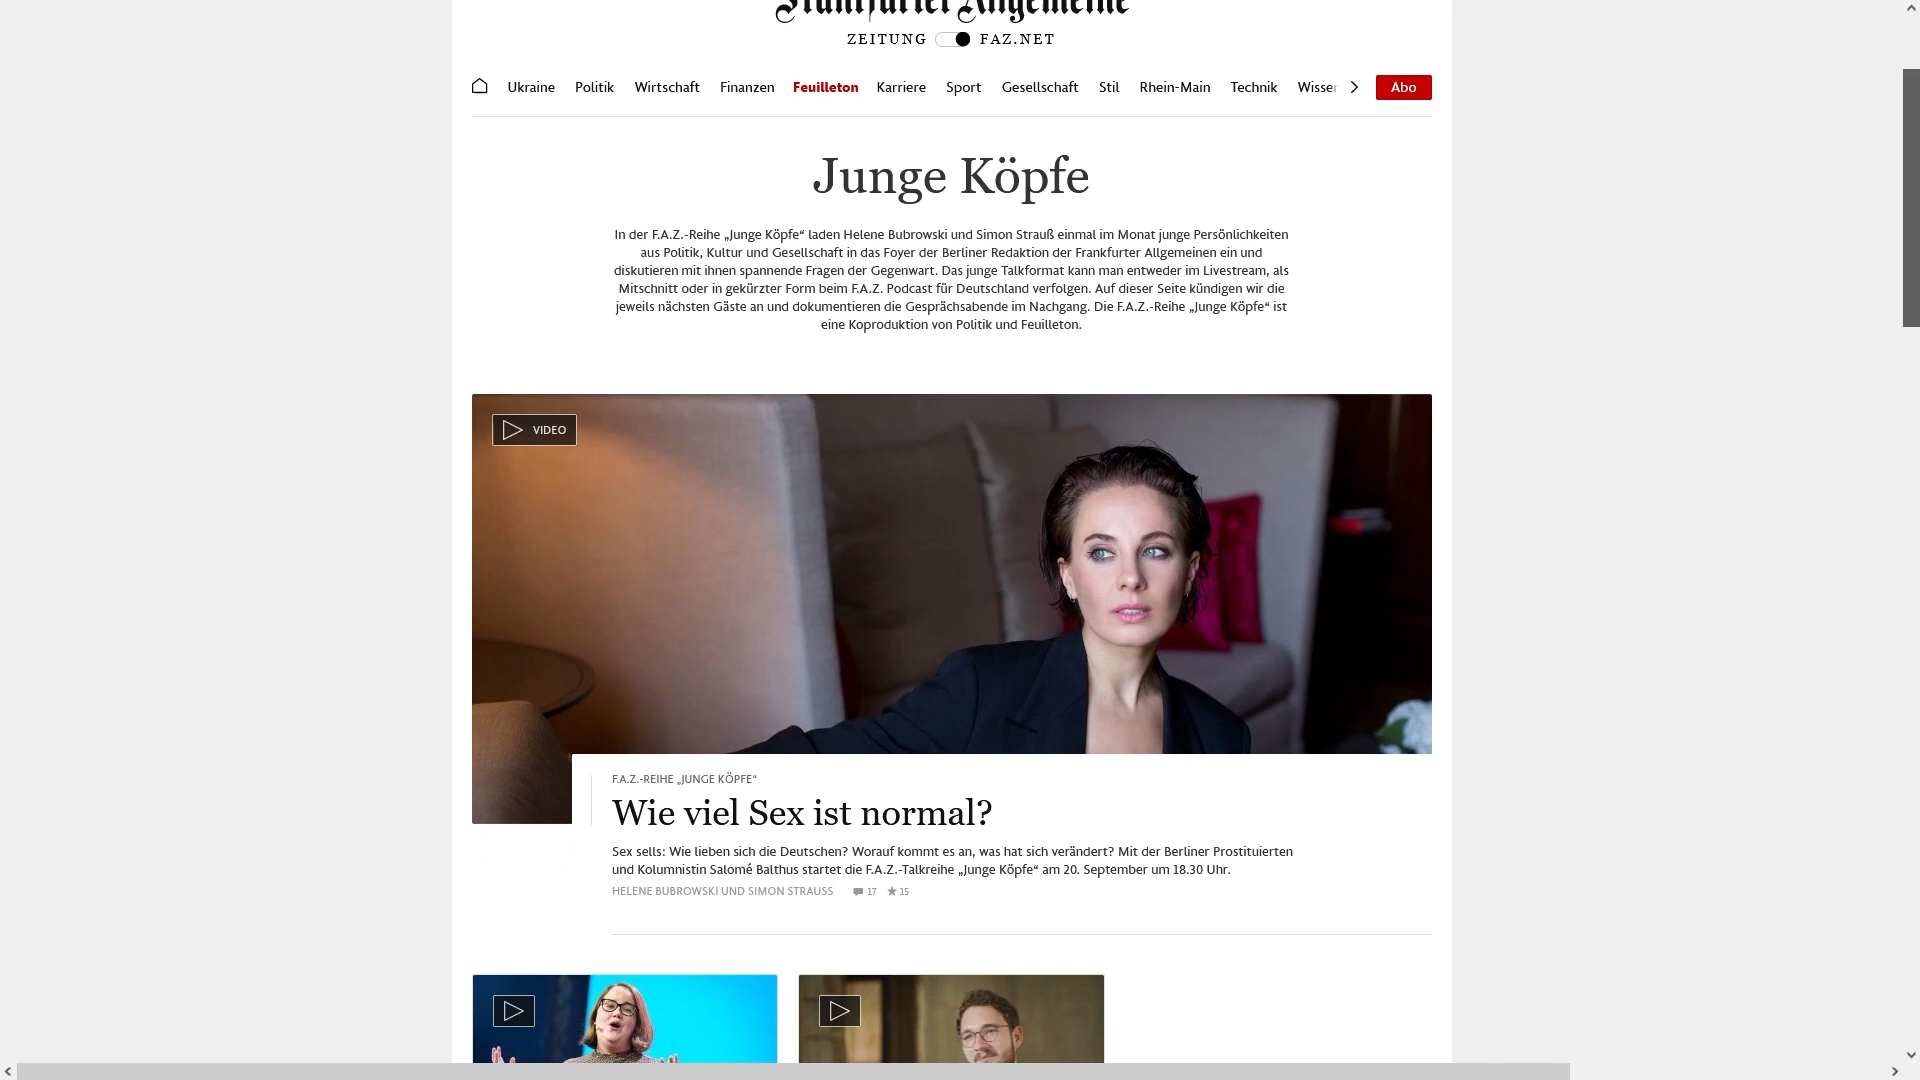 Frankfurter Allgemeine
ZEITUNG FAZ.NET
Ukraine Politik Wirtschaft Finanzen Feuilleton Karriere Sport Gesellschaft Stil Rhein-Main Technik Wissen Abo
Junge Köpfe
In der F.A.Z.-Reihe „Junge Köpfe“ laden Helene Bubrowski und Simon Strauß einmal im Monat junge Persönlichkeiten
aus Politik, Kultur und Gesellschaft in das Foyer der Berliner Redaktion der Frankfurter Allgemeinen ein und
diskutieren mit ihnen spannende Fragen der Gegenwart. Das junge Talkformat kann man entweder im Livestream, als
Mitschnitt oder in gekürzter Form beim F.A.Z. Podcast für Deutschland verfolgen. Auf dieser Seite kündigen wir die
jeweils nächsten Gäste an und dokumentieren die Gesprächsabende im Nachgang. Die F.A.Z.-Reihe „Junge Köpfe“ ist
eine Koproduktion von Politik und Feuilleton.
VIDEO
F.A.Z.-REIHE „JUNGE KÖPFE“
Wie viel Sex ist normal?
Sex sells: Wie lieben sich die Deutschen? Worauf kommt es an, was hat sich verändert? Mit der Berliner Prostituierten
und Kolumnistin Salomé Balthus startet die F.A.Z.-Talkreihe „Junge Köpfe“ am 20. September um 18.30 Uhr.
HELENE BUBROWSKI UND SIMON STRAUSS 17 15